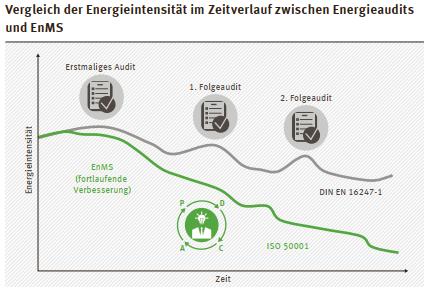 Vergleich der Energieintensität im Zeitverlauf zwischen Energieaudits
und EnMS
Erstmaliges Audit
1. Folgeaudit
2. Folgeaudit
Energieintensität
EnMS
(fortlaufende
Verbesserung)
DIN EN 16247-1
P
D
A
C
ISO 50001
Zeit